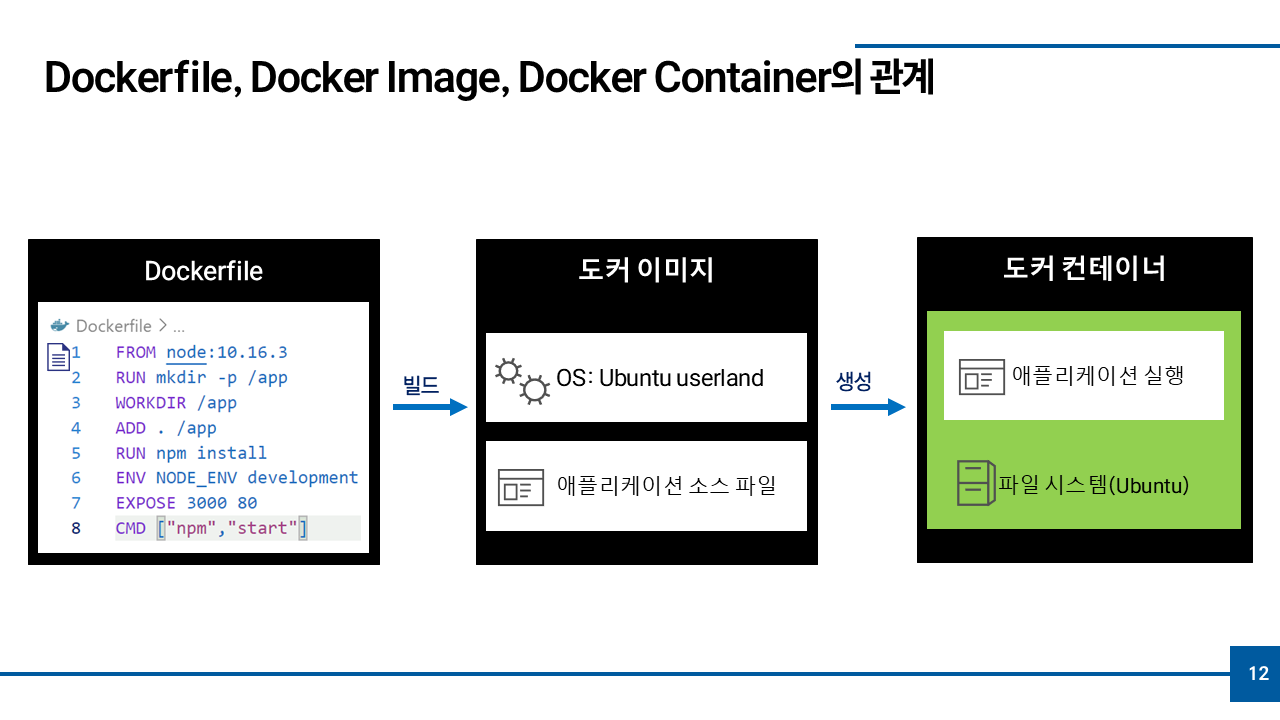 Dockerfile, Docker Image, Docker Container의 관계
Dockerfile
Dockerfile > ...
1 FROM node:10.16.3
2 RUN mkdir -p /app
3 WORKDIR /app
4 ADD . /app
5 RUN npm install
6 ENV NODE_ENV development
7 EXPOSE 3000 80
8 CMD ["npm","start"]
빌드
도커 이미지
OS: Ubuntu userland
애플리케이션 소스 파일
생성
도커 컨테이너
애플리케이션 실행
파일 시스템(Ubuntu)
12